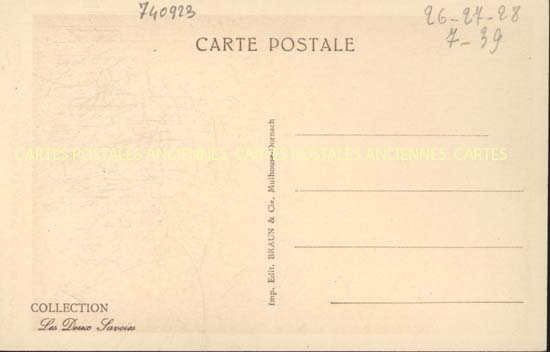 740923
26-27-28
7-39
CARTE POSTALE
CARTES POSTALES ANCIENNES CARTES POSTALES ANCIENNES CARTES
Imp. Edit. BRAUN & Cie, Mulhouse-Dornach
COLLECTION
Les Deux Savoies